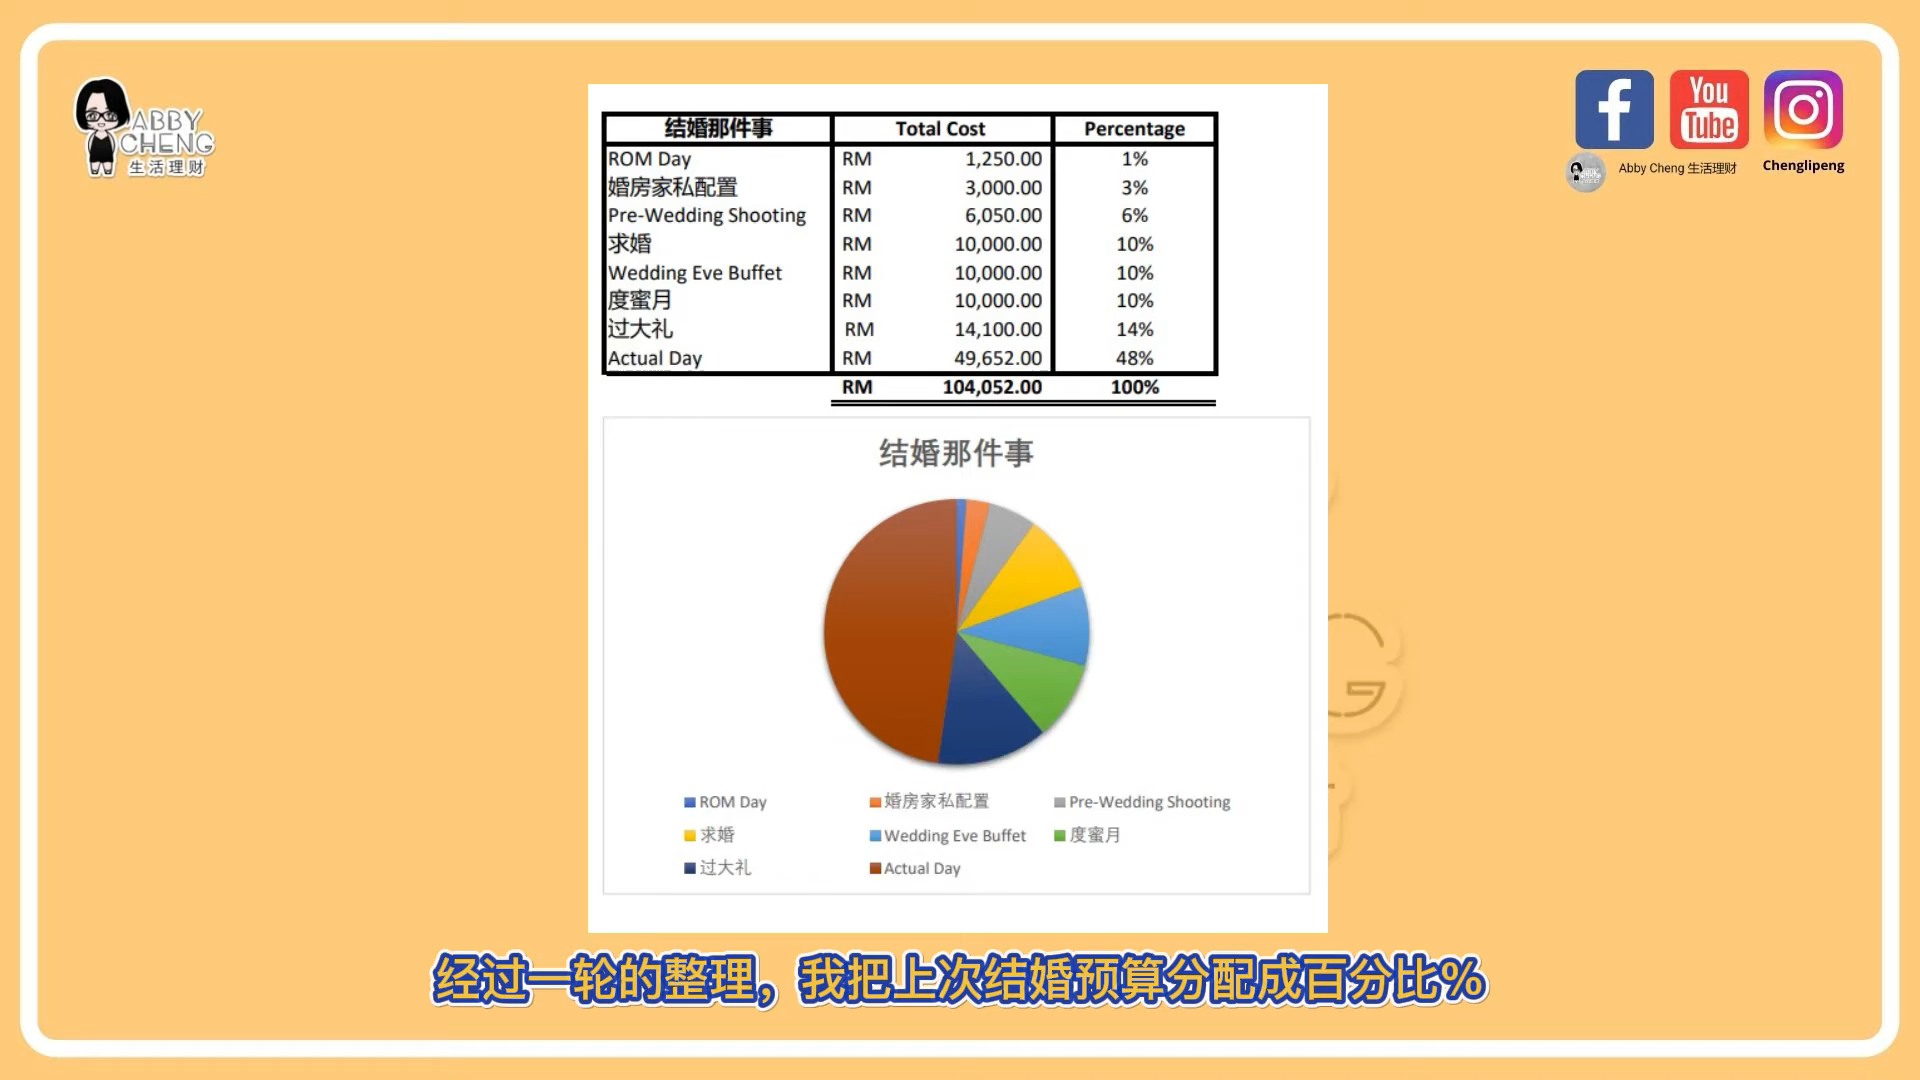 ABBY
CHENG
生活理财
You
Tube
Abby Cheng 生活理财
Chenglipeng
结婚那件事 Total Cost Percentage
ROM Day RM 1,250.00 1%
婚房家私配置 RM 3,000.00 3%
Pre-Wedding Shooting RM 6,050.00 6%
求婚 RM 10,000.00 10%
Wedding Eve Buffet RM 10,000.00 10%
度蜜月 RM 10,000.00 10%
过大礼 RM 14,100.00 14%
Actual Day RM 49,652.00 48%
RM 104,052.00 100%
结婚那件事
ROM Day 婚房家私配置 Pre-Wedding Shooting
求婚 Wedding Eve Buffet 度蜜月
过大礼 Actual Day
经过一轮的整理，我把上次结婚预算分配成百分比%